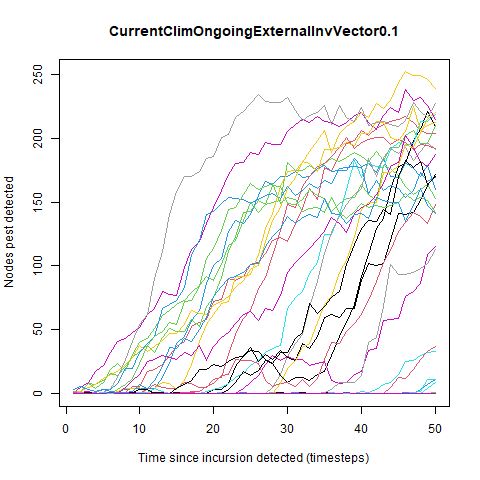 CurrentClimOngoingExternalInvVector0.1
Nodes pest detected
250
200
150
100
50
0
0 10 20 30 40 50
Time since incursion detected (timesteps)